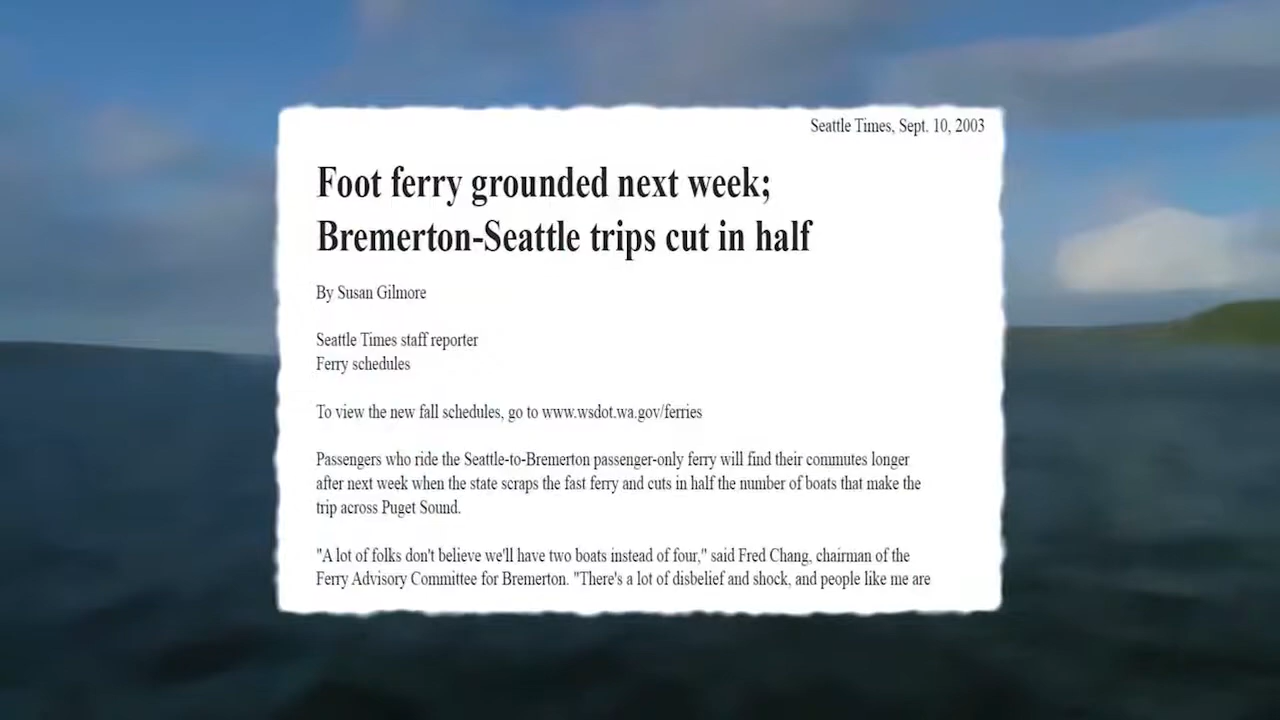 Seattle Times, Sept. 10, 2003
Foot ferry grounded next week;
Bremerton-Seattle trips cut in half
By Susan Gilmore
Seattle Times staff reporter
Ferry schedules
To view the new fall schedules, go to www.wsdot.wa.gov/ferries
Passengers who ride the Seattle-to-Bremerton passenger-only ferry will find their commutes longer
after next week when the state scraps the fast ferry and cuts in half the number of boats that make the
trip across Puget Sound.
"A lot of folks don't believe we'll have two boats instead of four," said Fred Chang, chairman of the
Ferry Advisory Committee for Bremerton. "There's a lot of disbelief and shock, and people like me are